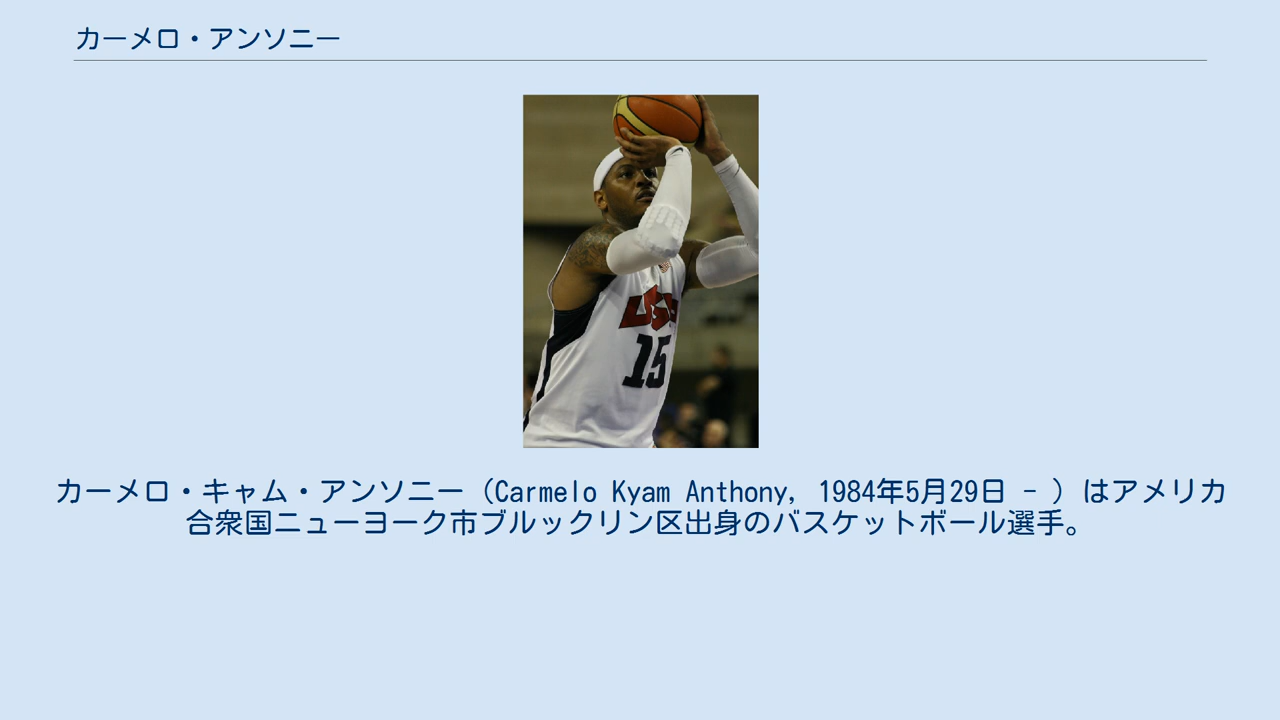 カーメロ・アンソニー
USA
15
カーメロ・キャム・アンソニー（Carmelo Kyam Anthony, 1984年5月29日 - ）はアメリカ
合衆国ニューヨーク市ブルックリン区出身のバスケットボール選手。